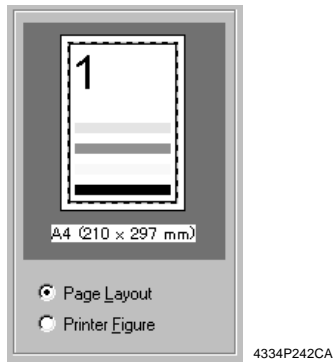 1
A4 (210 × 297 mm)
Page Layout
Printer Figure
4334P242CA